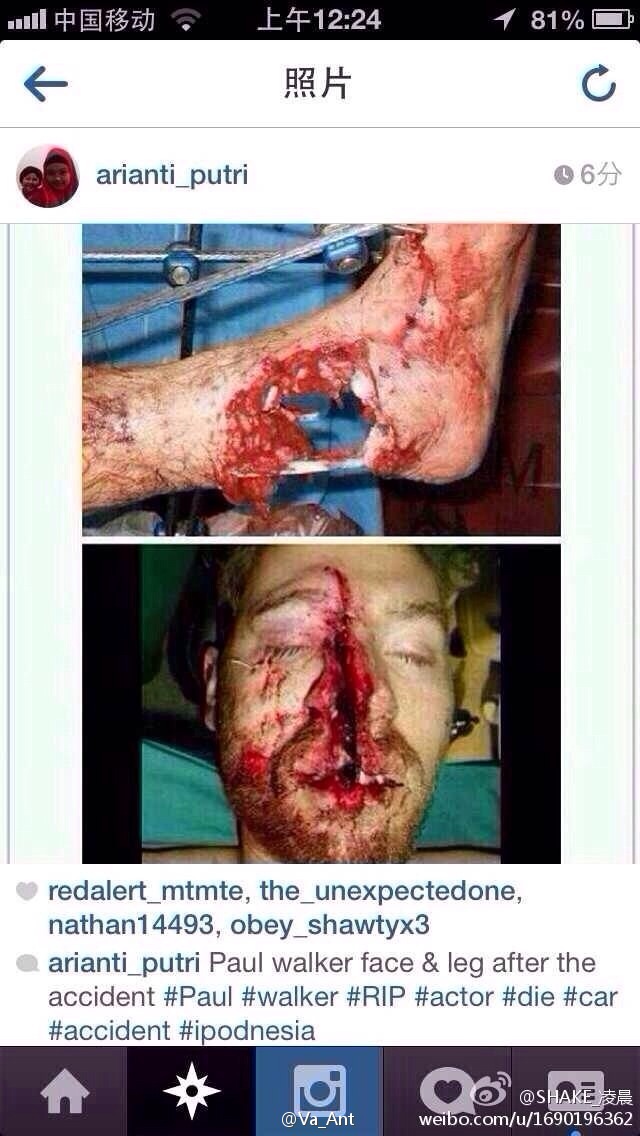 中国移动 上午12:24 81%
照片
arianti_putri 6分
redalert_mtmte, the_unexpectedone,
nathan14493, obey_shawtyx3
arianti_putri Paul walker face & leg after the
accident #Paul #walker #RIP #actor #die #car
#accident #ipodnesia
@SHAKE_凌晨
@Va_Ant weibo.com/u/1690196362